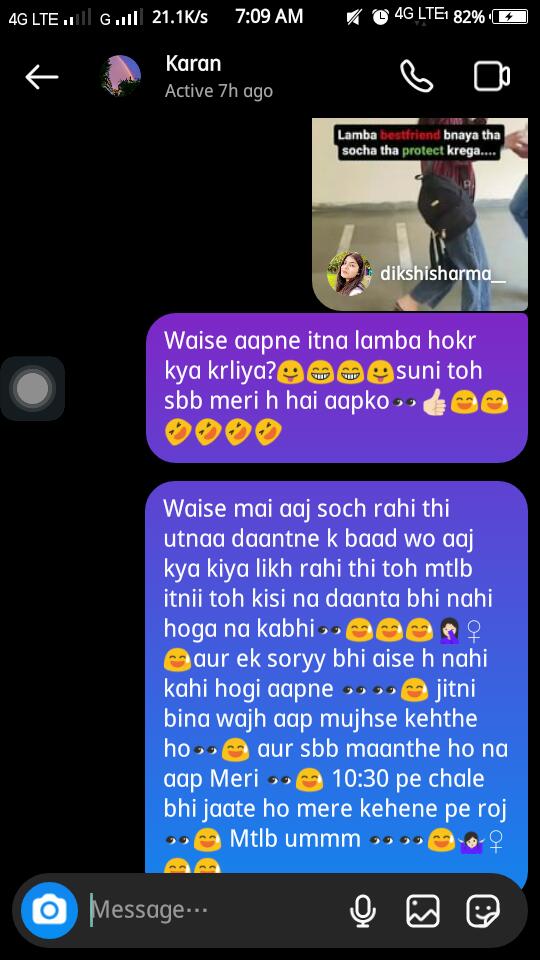 4G LTE G 21.1K/s 7:09 AM 4G LTE 82%
Karan
Active 7h ago
Lamba bestfriend bnaya tha
socha tha protect krega....
dikshisharma__
Waise aapne itna lamba hokr
kya krliya?😛😁😁😛suni toh
sbb meri h hai aapko👀👍🏻😅😅
🤣🤣🤣🤣
Waise mai aaj soch rahi thi
utnaa daantne k baad wo aaj
kya kiya likh rahi thi toh mtlb
itnii toh kisi na daanta bhi nahi
hoga na kabhi👀😅😅😅🤦🏻♀
😅aur ek soryy bhi aise h nahi
kahi hogi aapne 👀👀😅 jitni
bina wajh aap mujhse kehthe
ho👀😅 aur sbb maanthe ho na
aap Meri 👀😅 10:30 pe chale
bhi jaate ho mere kehene pe roj
👀😅 Mtlb ummm 👀👀😅🤷🏻♀
😅😅
Message…